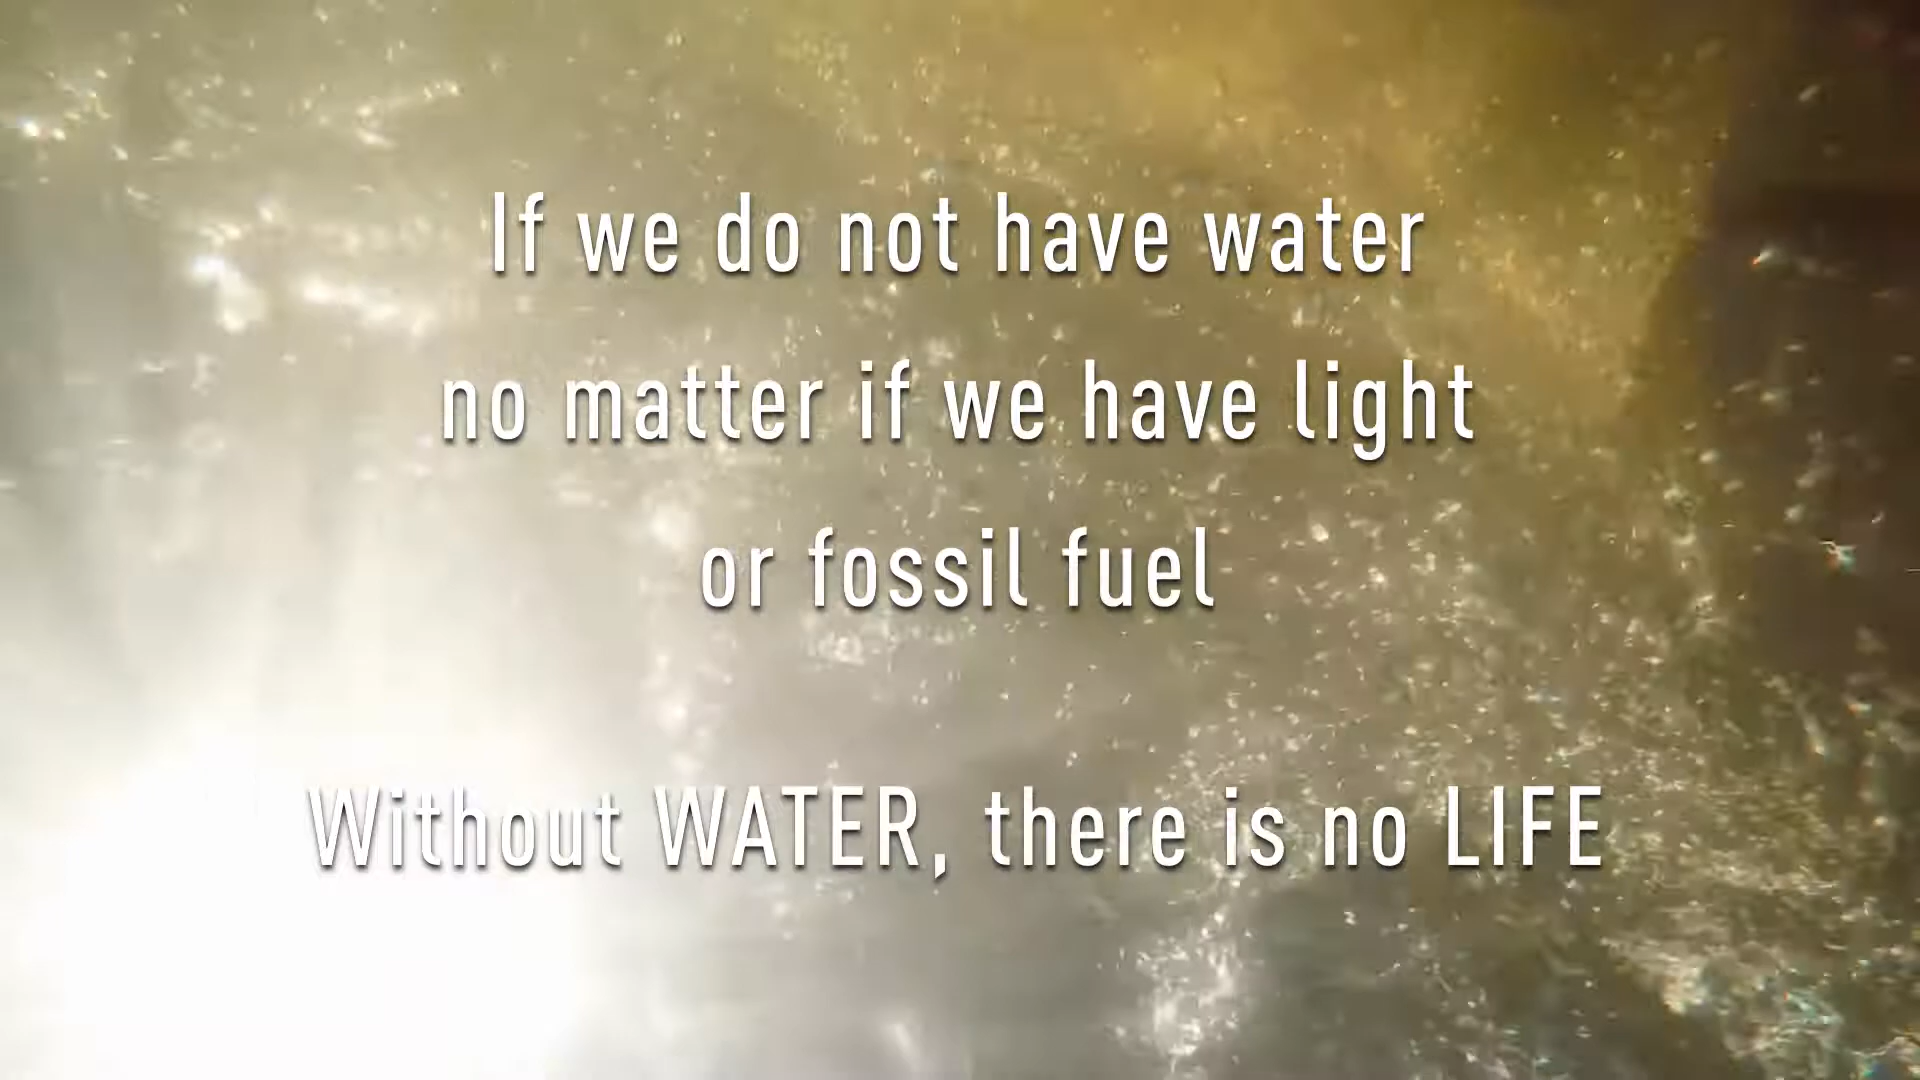 If we do not have water
no matter if we have light
or fossil fuel
Without WATER, there is no LIFE